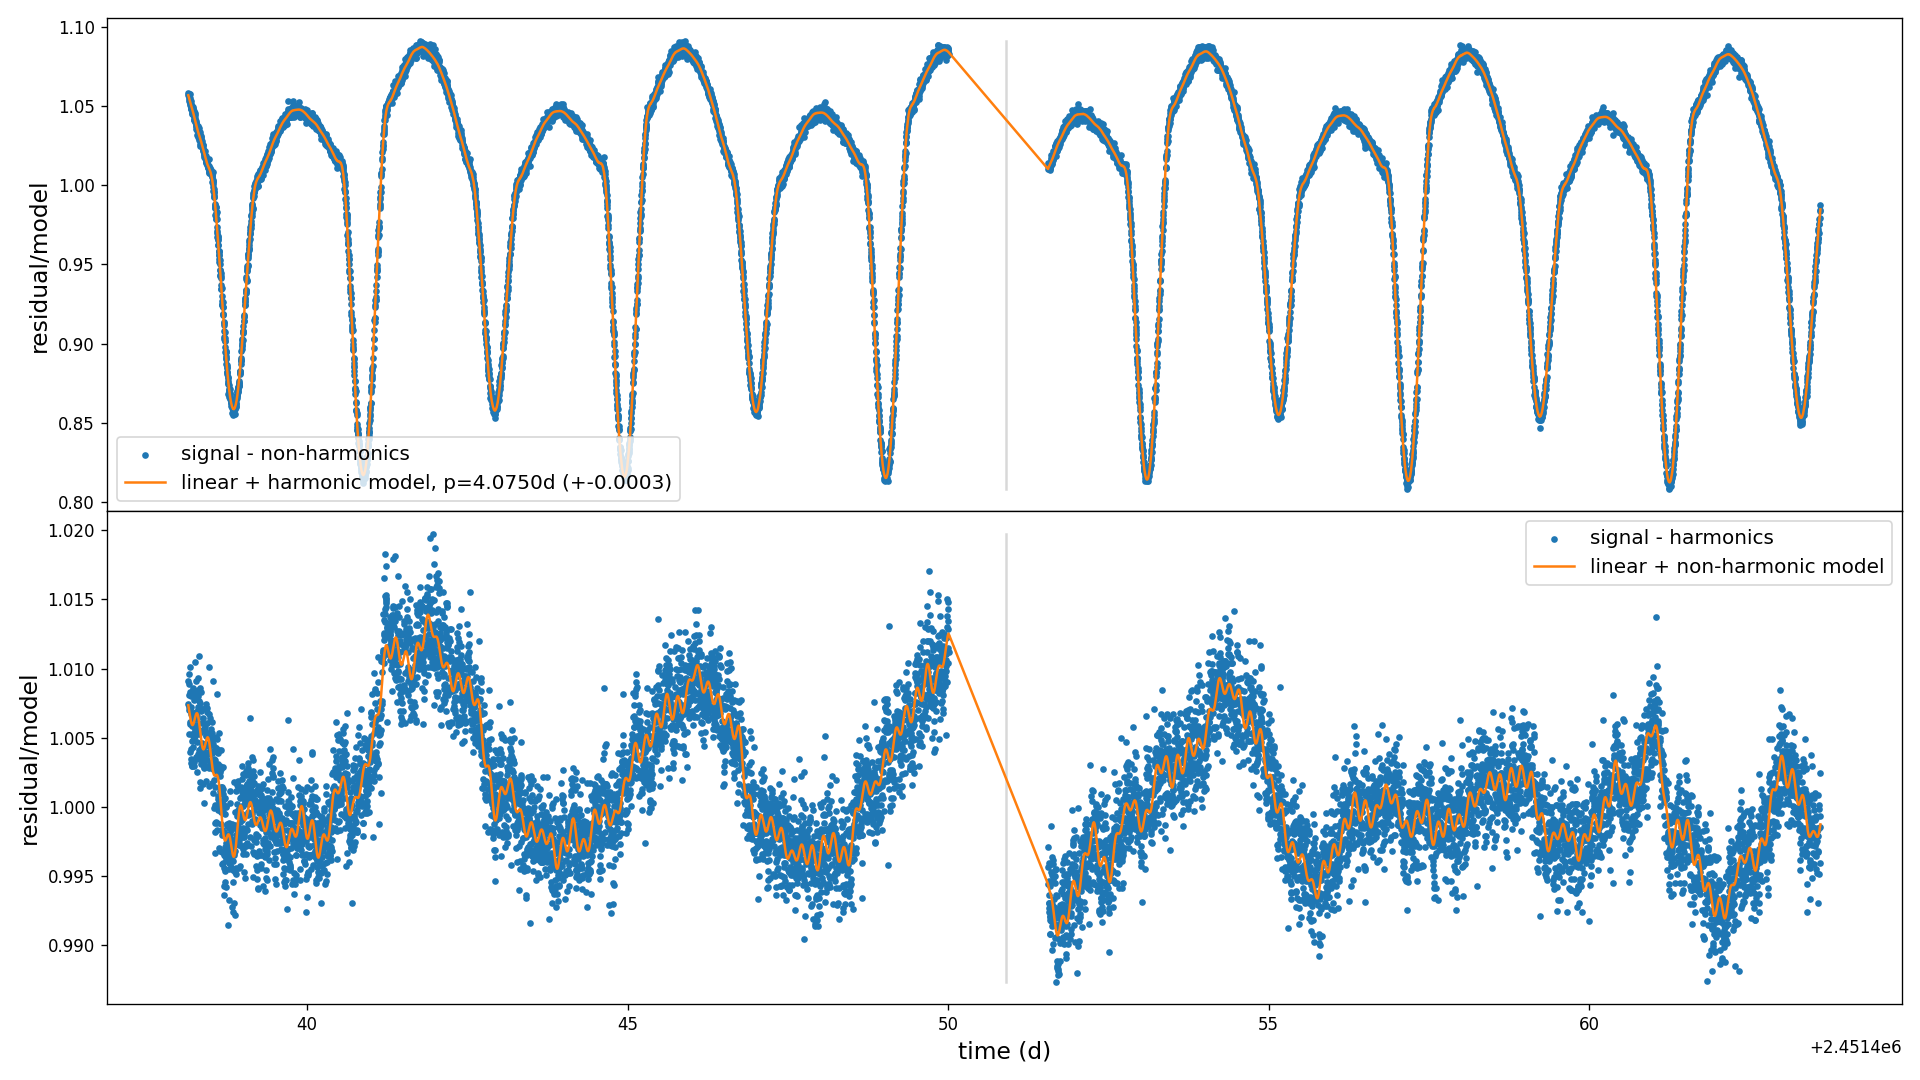 1.10
1.05
1.00
0.95
0.90
0.85
0.80
residual/model
signal - non-harmonics
linear + harmonic model, p=4.0750d (+-0.0003)
1.020
1.015
1.010
1.005
1.000
0.995
0.990
residual/model
signal - harmonics
linear + non-harmonic model
40 45 50 55 60
time (d)
+2.4514e6